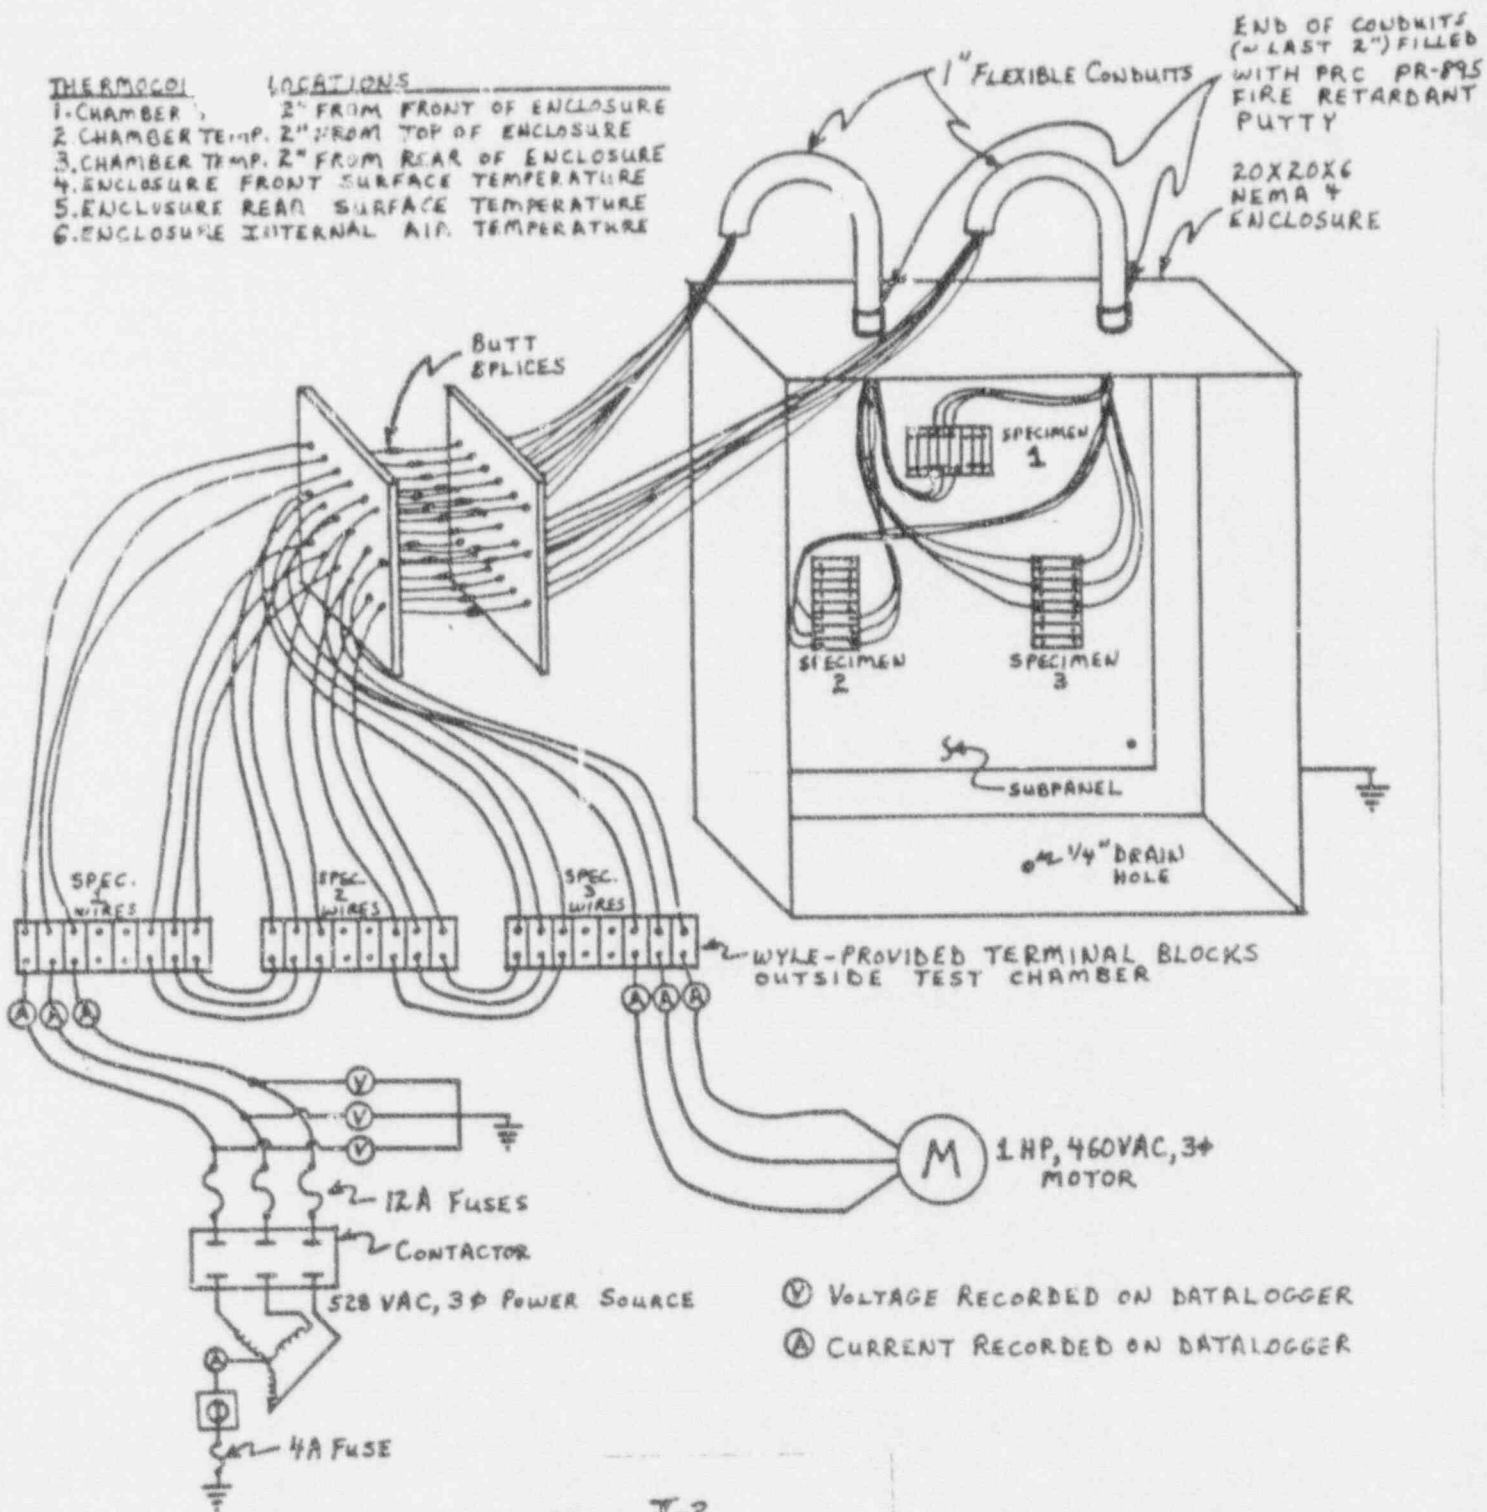 THERMOCOL LOCATIONS
1. CHAMBER 2" FROM FRONT OF ENCLOSURE
2. CHAMBER TEMP. 2" FROM TOP OF ENCLOSURE
3. CHAMBER TEMP. 2" FROM REAR OF ENCLOSURE
4. ENCLOSURE FRONT SURFACE TEMPERATURE
5. ENCLOSURE REAR SURFACE TEMPERATURE
6. ENCLOSURE INTERNAL AIR TEMPERATURE
1" FLEXIBLE CONDUITS
END OF CONDUITS
(~ LAST 2") FILLED
WITH PRC PR-895
FIRE RETARDANT
PUTTY
20X20X6
NEMA 4
ENCLOSURE
BUTT
SPLICES
SPECIMEN
1
SPECIMEN
2
SPECIMEN
3
SUBPANEL
1/4" DRAIN
HOLE
SPEC.
1
WIRES
SPEC.
2
WIRES
SPEC.
3
WIRES
WYLE-PROVIDED TERMINAL BLOCKS
OUTSIDE TEST CHAMBER
A A A
A A A
V
V
V
M
1 HP, 460VAC, 3Φ
MOTOR
12A FUSES
CONTACTOR
528 VAC, 3Φ POWER SOURCE
Ⓥ VOLTAGE RECORDED ON DATALOGGER
Ⓐ CURRENT RECORDED ON DATALOGGER
A
4A FUSE